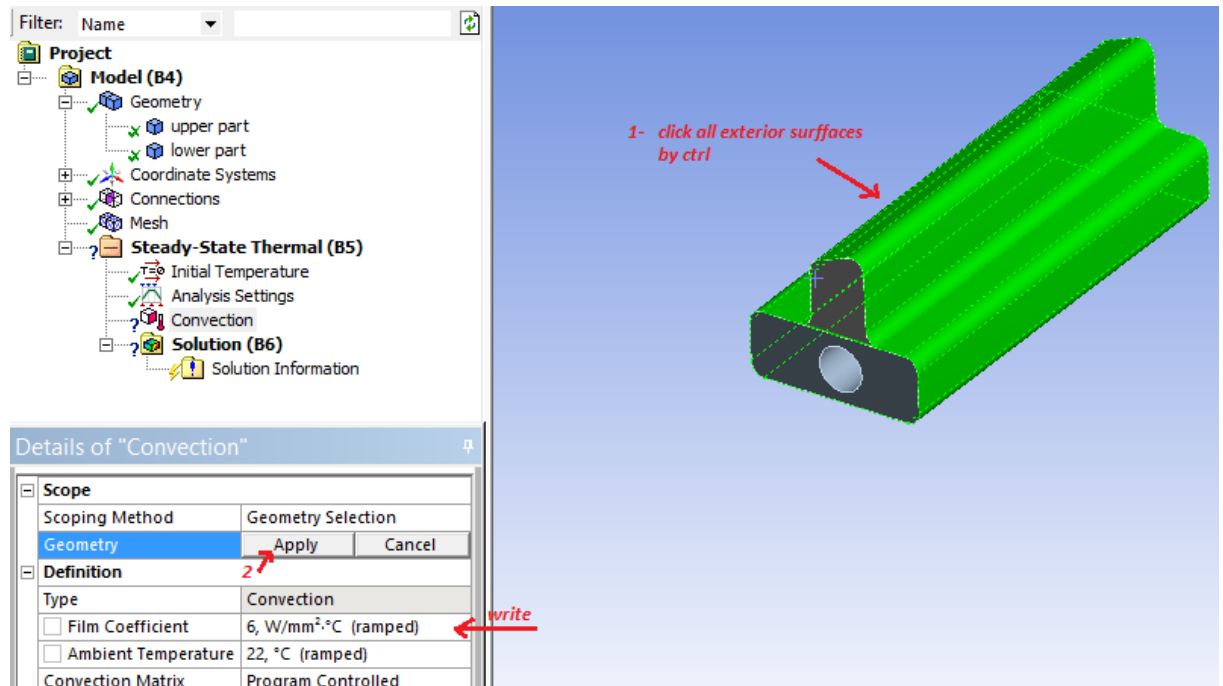 Filter: Name
Project
Model (B4)
Geometry
upper part
lower part
Coordinate Systems
Connections
Mesh
Steady-State Thermal (B5)
T=0 Initial Temperature
Analysis Settings
Convection
Solution (B6)
Solution Information
1- click all exterior surffaces
by ctrl
Details of "Convection"
Scope
Scoping Method Geometry Selection
Geometry Apply Cancel
2
Definition
Type Convection
Film Coefficient 6, W/mm²·°C (ramped)
write
Ambient Temperature 22, °C (ramped)
Convection Matrix Program Controlled